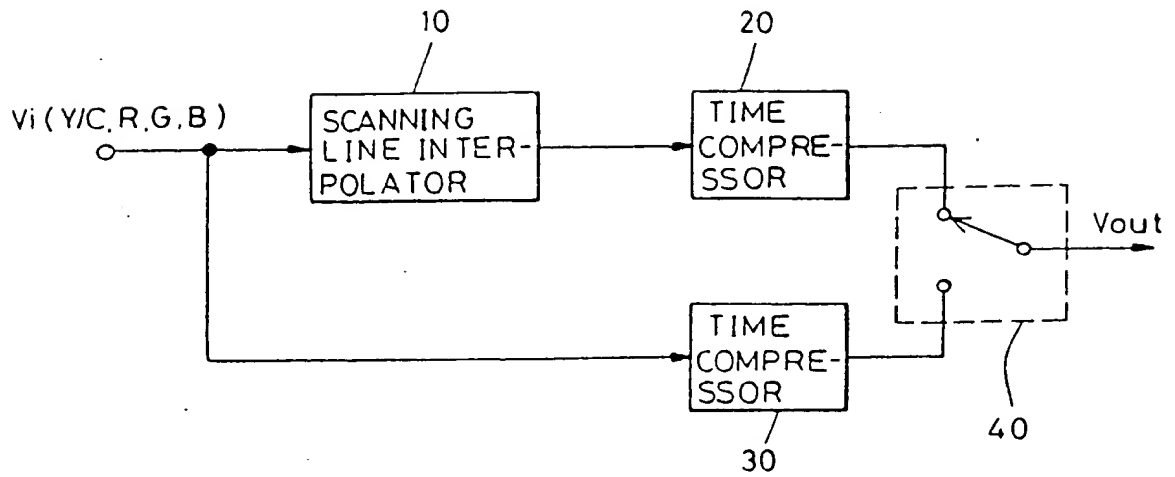 10
20
Vi(Y/C,R,G,B)
SCANNING
LINE INTER-
POLATOR
TIME
COMPRE-
SSOR
Vout
TIME
COMPRE-
SSOR
40
30